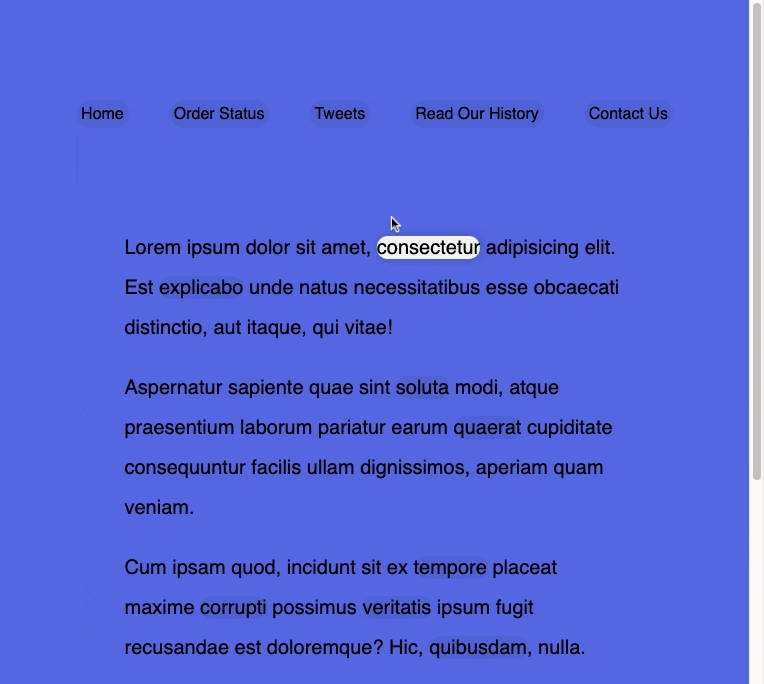 Home Order Status Tweets Read Our History Contact Us
Lorem ipsum dolor sit amet, consectetur adipisicing elit.
Est explicabo unde natus necessitatibus esse obcaecati
distinctio, aut itaque, qui vitae!
Aspernatur sapiente quae sint soluta modi, atque
praesentium laborum pariatur earum quaerat cupiditate
consequuntur facilis ullam dignissimos, aperiam quam
veniam.
Cum ipsam quod, incidunt sit ex tempore placeat
maxime corrupti possimus veritatis ipsum fugit
recusandae est doloremque? Hic, quibusdam, nulla.